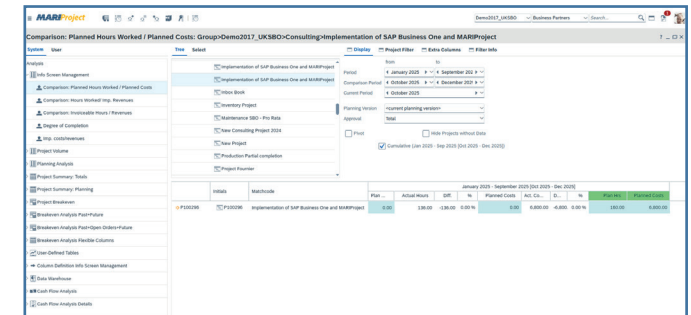 MARIProject
Demo2017_UKSBO
Business Partners
Search...
Comparison: Planned Hours Worked / Planned Costs: Group>Demo2017_UKSBO>Consulting>Implementation of SAP Business One and MARIProject
System User
Tree Select
Display Project Filter Extra Columns Filter Info
Analysis
Info Screen Management
Comparison: Planned Hours Worked / Planned Costs
Comparison: Hours Worked/ Imp. Revenues
Comparison: Invoiceable Hours / Revenues
Degree of Completion
Imp. costs/revenues
Project Volume
Planning Analysis
Project Summary: Totals
Project Summary: Planning
Project Breakeven
Breakeven Analysis Past+Future
Breakeven Analysis Past+Open Orders+Future
Breakeven Analysis Flexible Columns
User-Defined Tables
Column Definition Info Screen Management
Data Warehouse
Cash Flow Analysis
Cash Flow Analysis Details
Implementation of SAP Business One and MARIProject
Implementation of SAP Business One and MARIProject
Inbox Book
Inventory Project
Maintenance SBO - Pro Rata
New Consulting Project 2024
New Project
Production Partial completion
Project Fournier
from to
Period January 2025 September 202
Comparison Period October 2025 December 202
Current Period October 2025
Planning Version <current planning version>
Approval Total
Pivot Hide Projects without Data
Cumulative (Jan 2025 - Sep 2025 [Oct 2025 - Dec 2025])
January 2025 - September 2025 [Oct 2025 - Dec 2025]
Initials Matchcode Plan ... Actual Hours Diff. % Planned Costs Act. Co... D... % Plan Hrs Planned Costs
P100296 P100296 Implementation of SAP Business One and MARIProject 0.00 136.00 -136.00 0.00 % 0.00 6,800.00 -6,800. 0.00 % 160.00 6,800.00